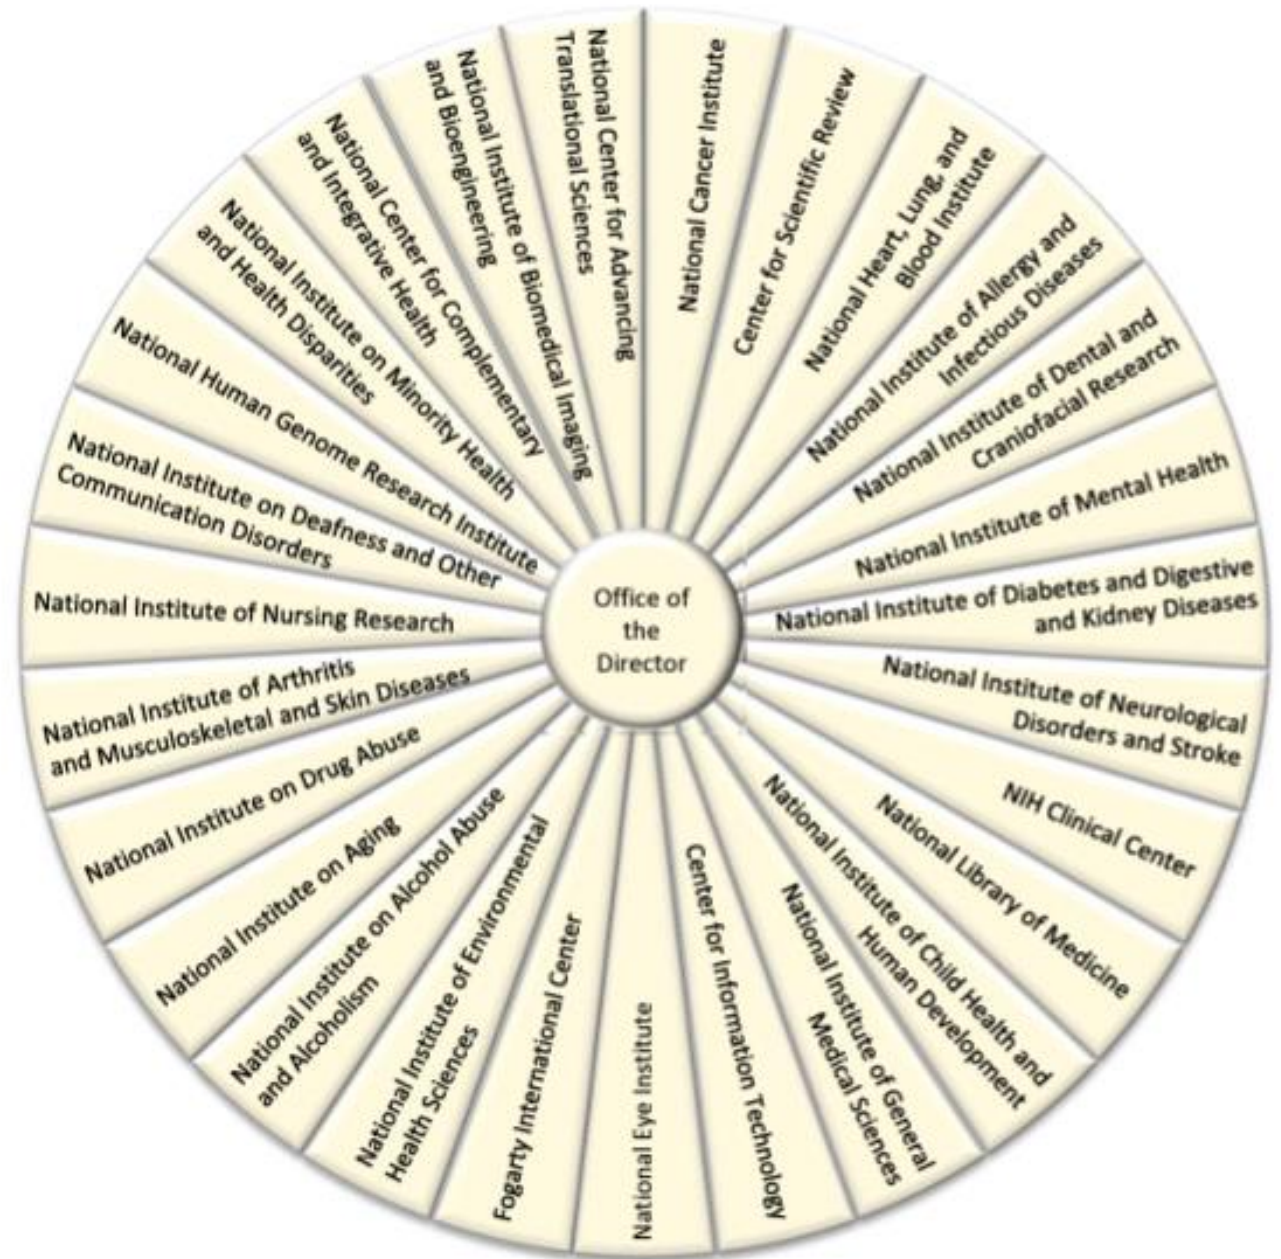 National Cancer Institute
Center for Scientific Review
National Heart, Lung, and
Blood Institute
National Institute of Allergy and
Infectious Diseases
National Institute of Dental and
Craniofacial Research
National Institute of Mental Health
National Institute of Diabetes and Digestive
and Kidney Diseases
National Institute of Neurological
Disorders and Stroke
NIH Clinical Center
National Library of Medicine
National Institute of Child Health and
Human Development
National Institute of General
Medical Sciences
Center for Information Technology
National Eye Institute
Fogarty International Center
National Institute of Environmental
Health Sciences
National Institute on Alcohol Abuse
and Alcoholism
National Institute on Aging
National Institute on Drug Abuse
National Institute of Arthritis
and Musculoskeletal and Skin Diseases
National Institute of Nursing Research
National Institute on Deafness and Other
Communication Disorders
National Human Genome Research Institute
National Institute on Minority Health
and Health Disparities
National Center for Complementary
and Integrative Health
National Institute of Biomedical Imaging
and Bioengineering
National Center for Advancing
Translational Sciences
Office of
the
Director